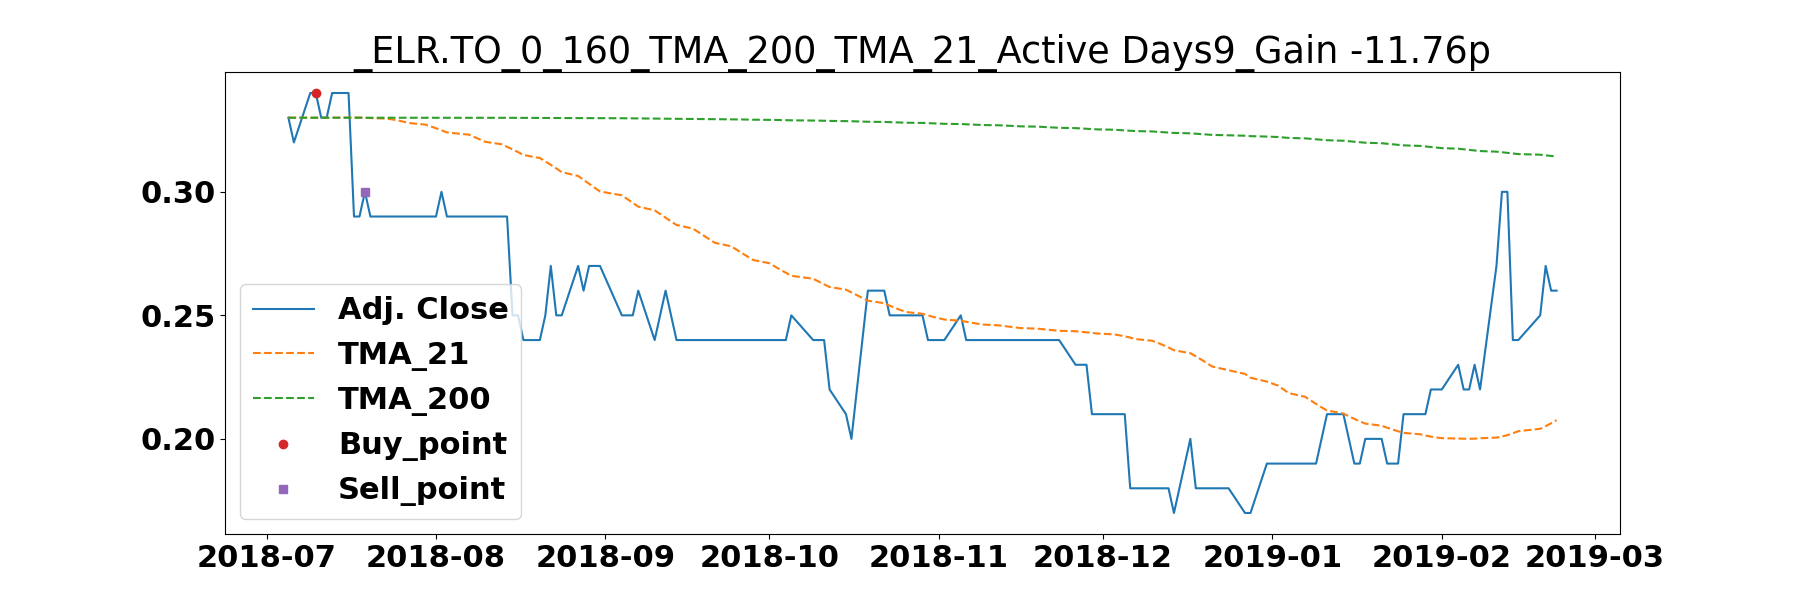 _ELR.TO_0_160_TMA_200_TMA_21_Active Days9_Gain -11.76p
0.30
0.25
0.20
Adj. Close
TMA_21
TMA_200
Buy_point
Sell_point
2018-07 2018-08 2018-09 2018-10 2018-11 2018-12 2019-01 2019-02 2019-03